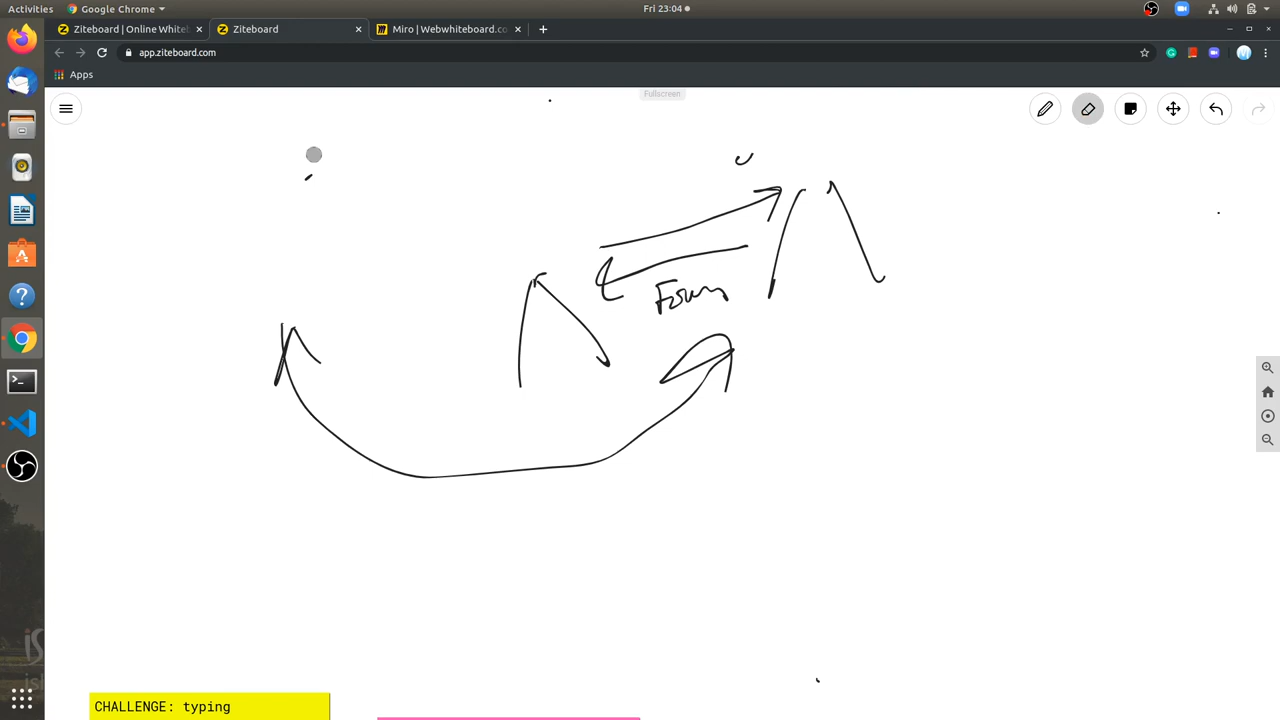 Activities
Google Chrome
Fri 23:04
Ziteboard | Online Whiteb
Ziteboard
Miro | Webwhiteboard.co
app.ziteboard.com
Apps
Fullscreen
CHALLENGE: typing